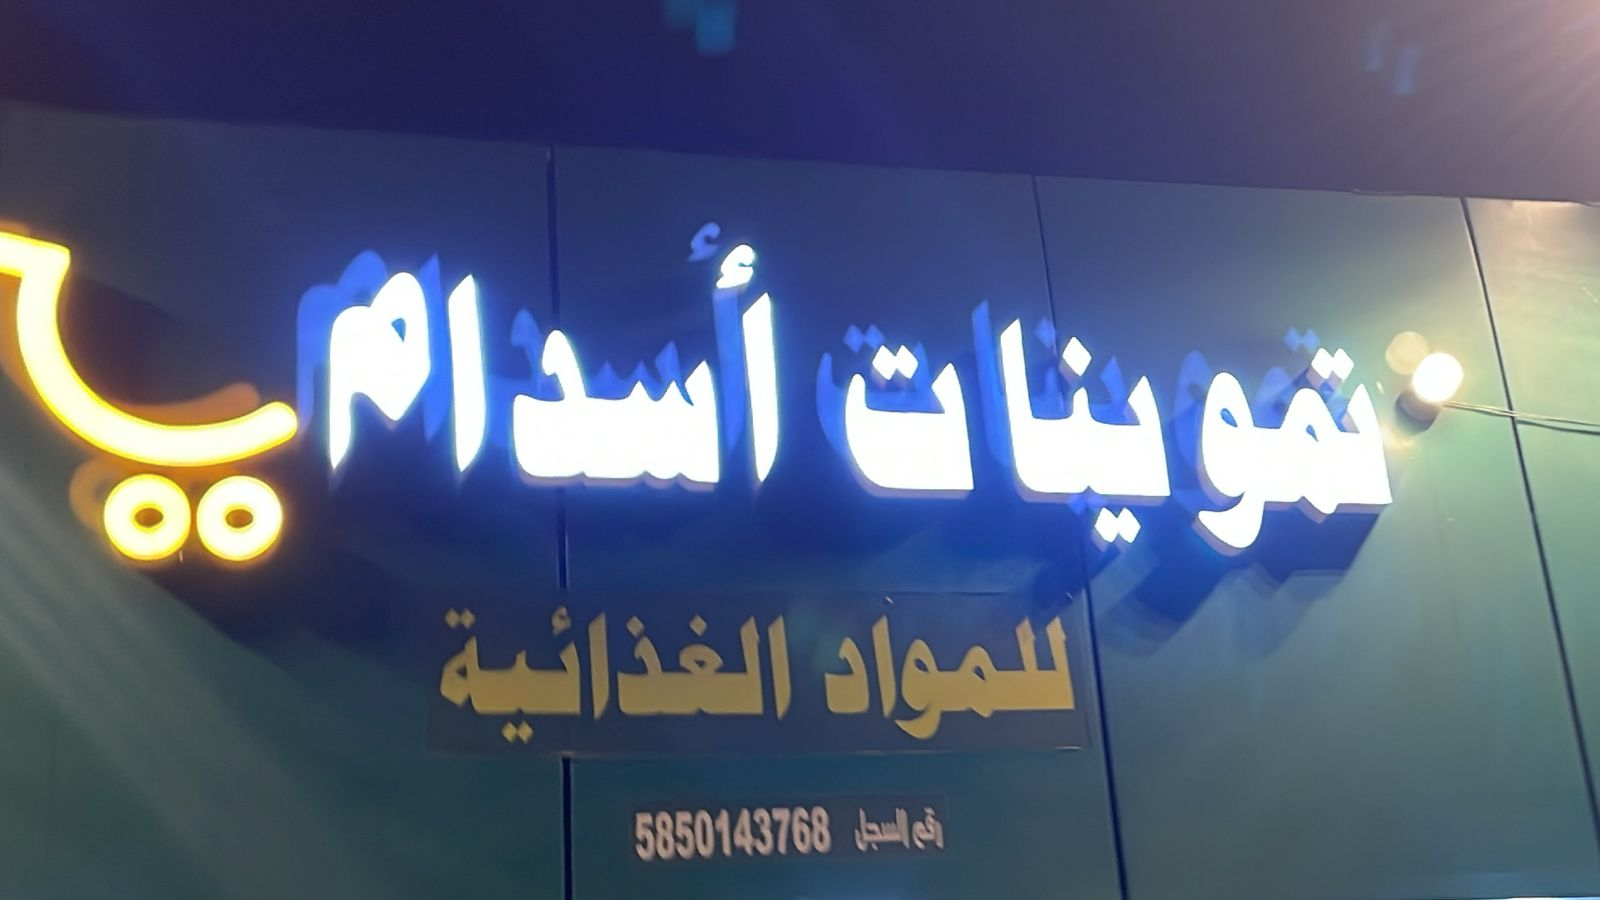 تموينات أسدام
للمواد الغذائية
رقم السجل 5850143768